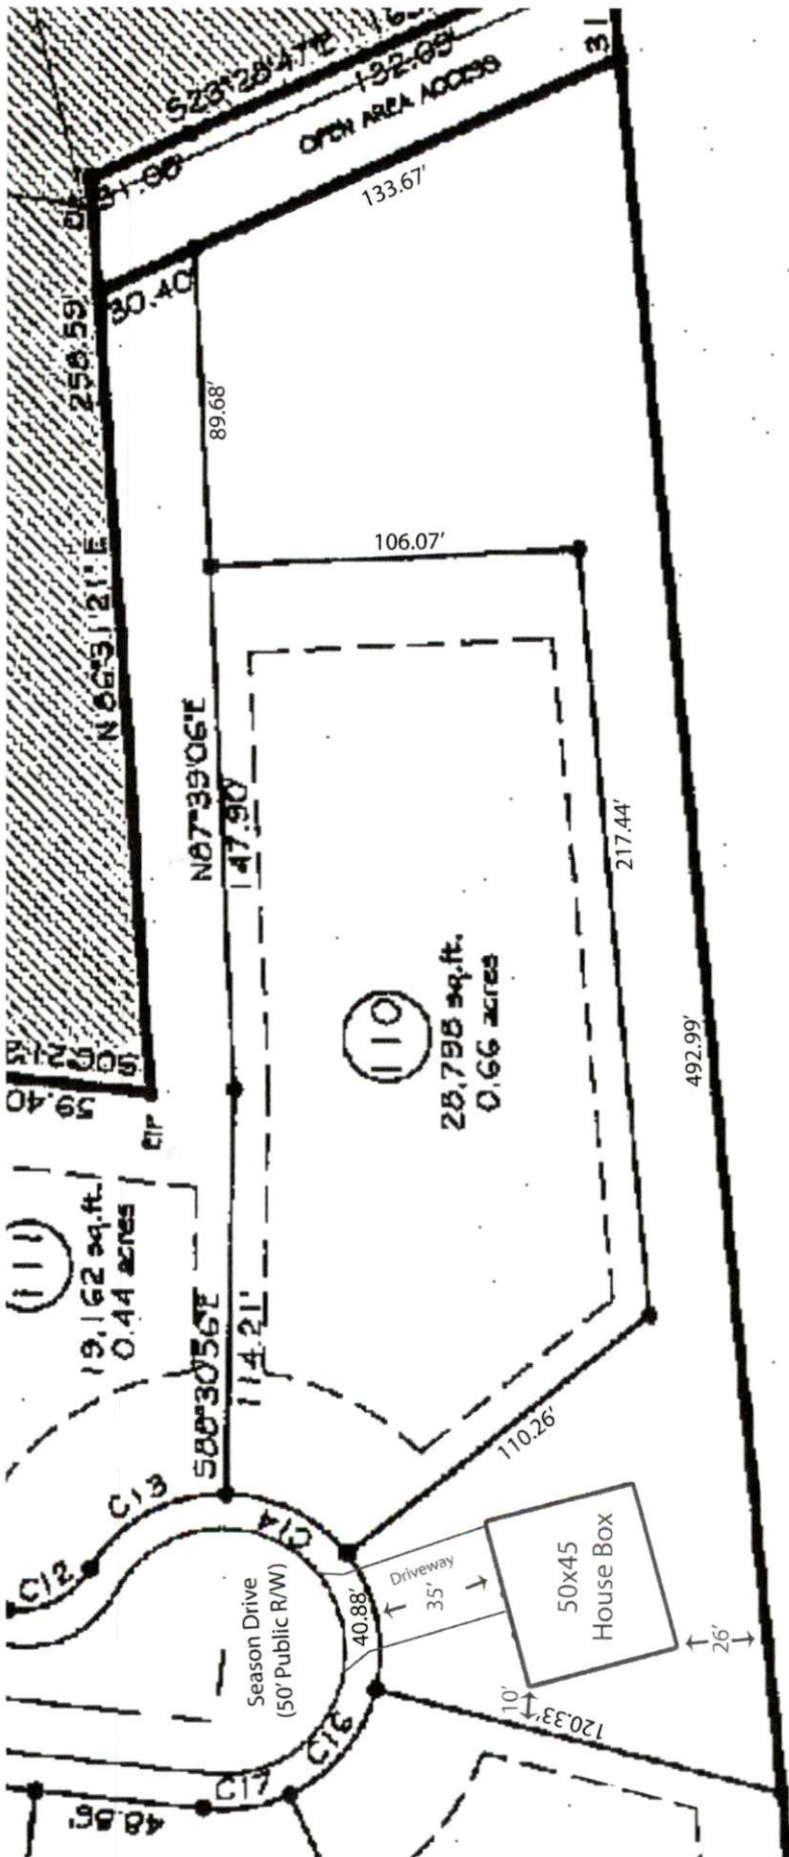 S23°28'47"E
132.09'
OPEN AREA ACCESS
31
31.06'
133.67'
30.40'
258.59'
N 86°31'21" E
89.68'
106.07'
N87°39'06"E
147.90'
217.44'
110
28,798 sq.ft.
0.66 acres
492.99'
59.40
EIP
111
19,162 sq.ft.
0.44 acres
S88°30'56"E
114.21'
110.26'
C13
C12
C14
Season Drive
(50' Public R/W)
40.88'
Driveway
35'
50x45
House Box
26'
10'
120.33'
C16
C17
48.86'